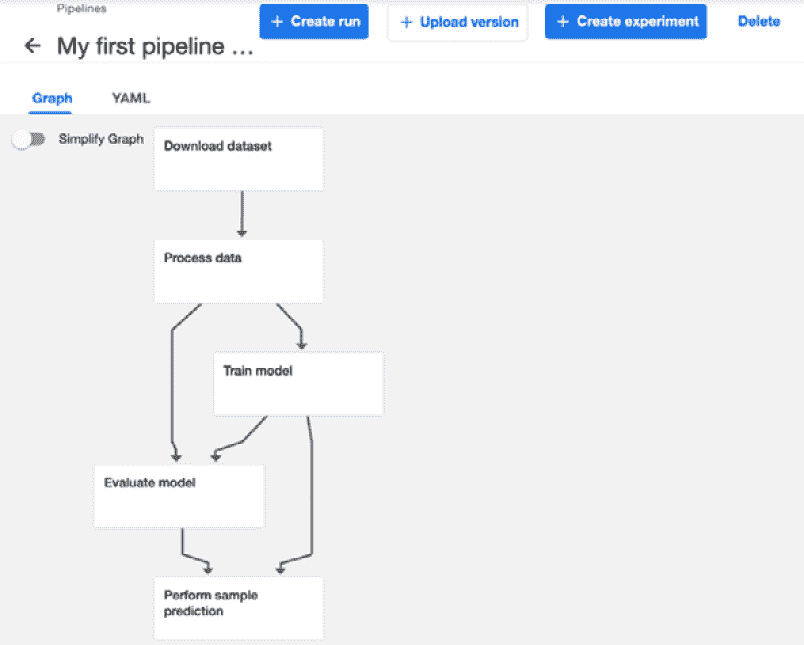 Pipelines
← My first pipeline ...
+ Create run
+ Upload version
+ Create experiment
Delete
Graph
YAML
Simplify Graph
Download dataset
Process data
Train model
Evaluate model
Perform sample
prediction